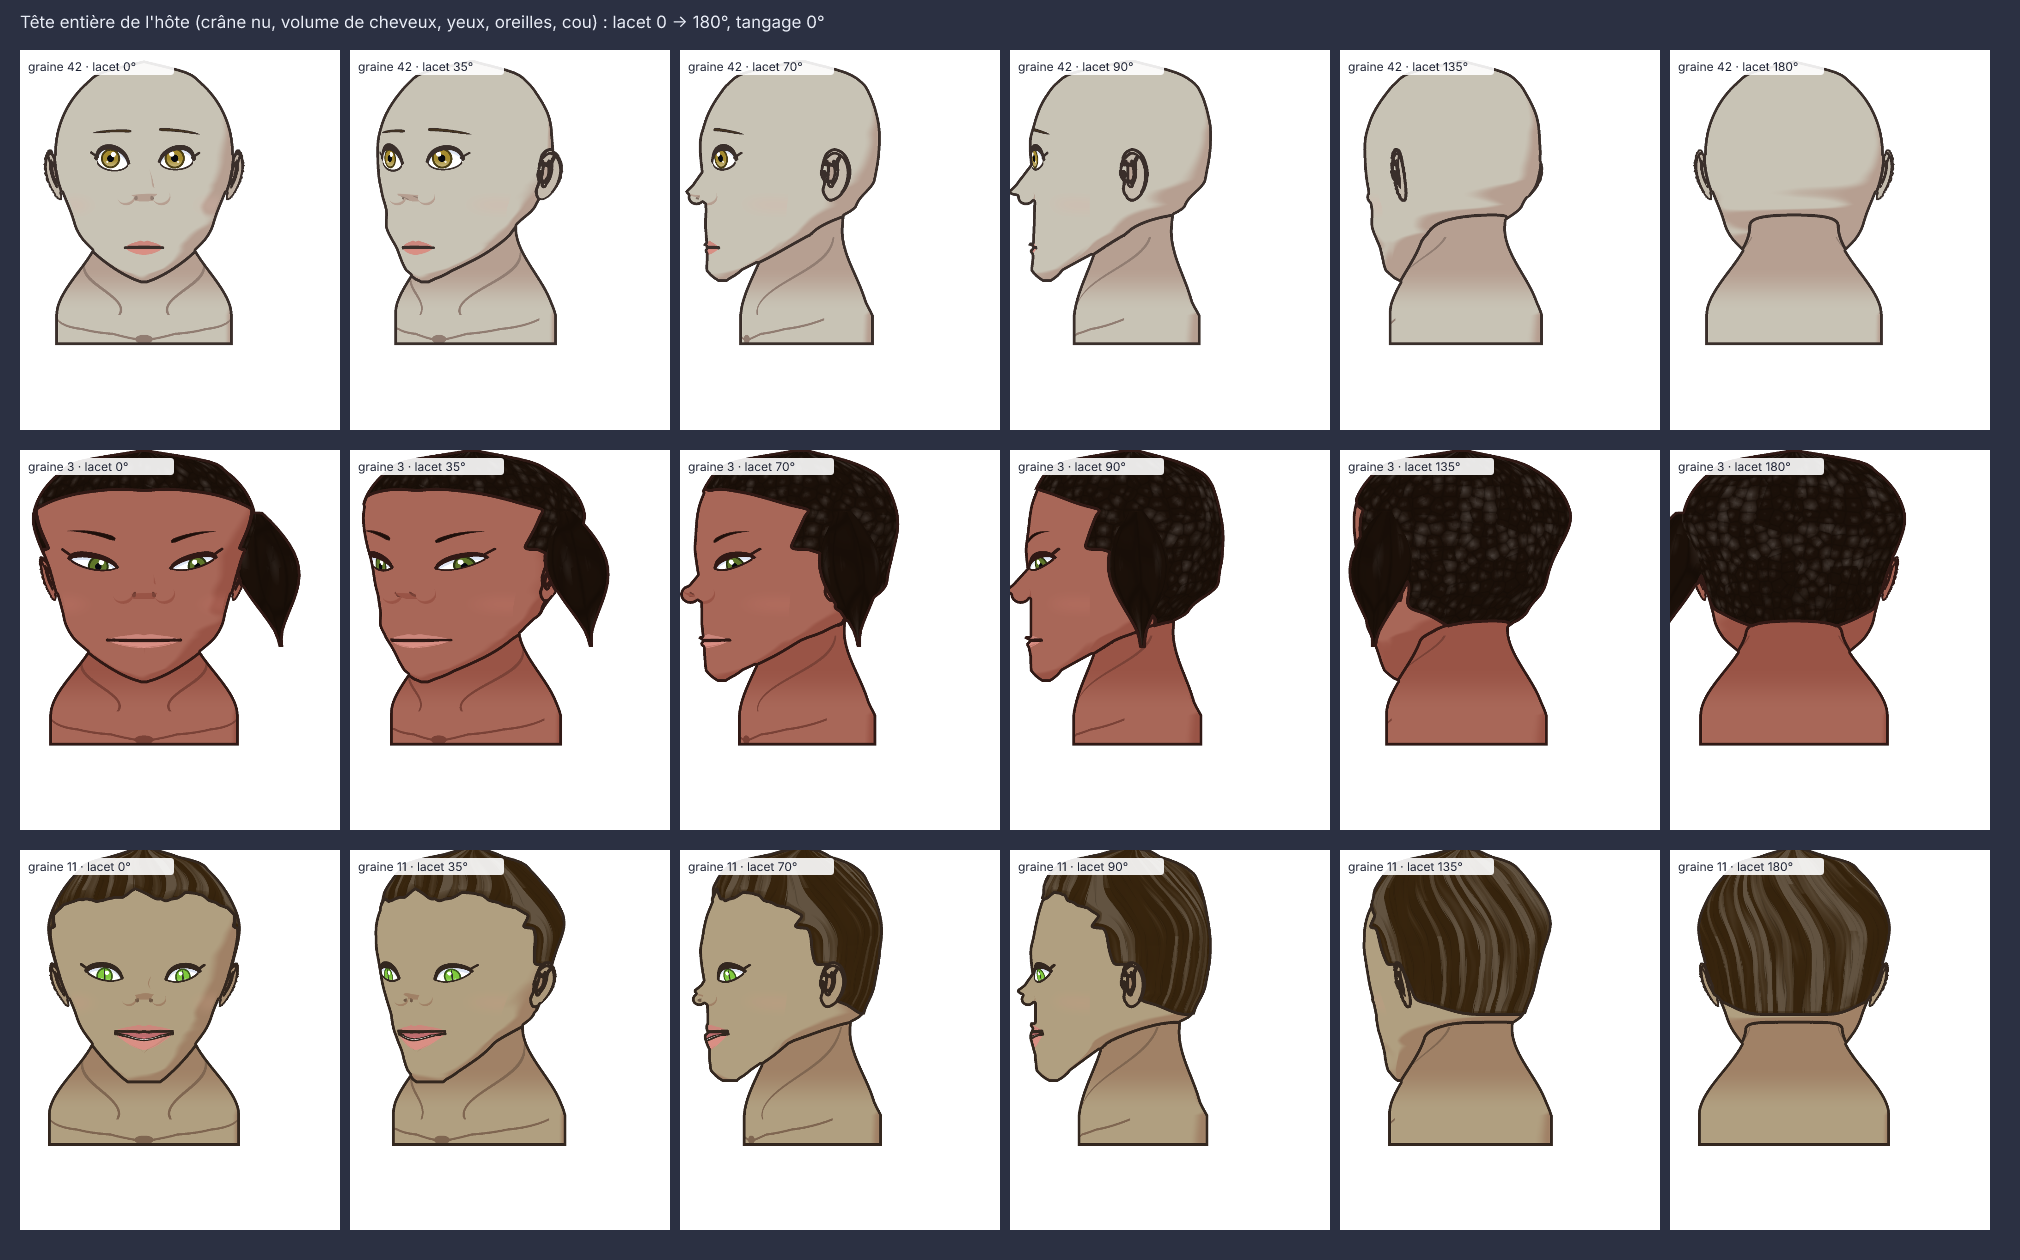 Tête entière de l'hôte (crâne nu, volume de cheveux, yeux, oreilles, cou) : lacet 0 → 180°, tangage 0°
graine 42 · lacet 0°
graine 42 · lacet 35°
graine 42 · lacet 70°
graine 42 · lacet 90°
graine 42 · lacet 135°
graine 42 · lacet 180°
graine 3 · lacet 0°
graine 3 · lacet 35°
graine 3 · lacet 70°
graine 3 · lacet 90°
graine 3 · lacet 135°
graine 3 · lacet 180°
graine 11 · lacet 0°
graine 11 · lacet 35°
graine 11 · lacet 70°
graine 11 · lacet 90°
graine 11 · lacet 135°
graine 11 · lacet 180°